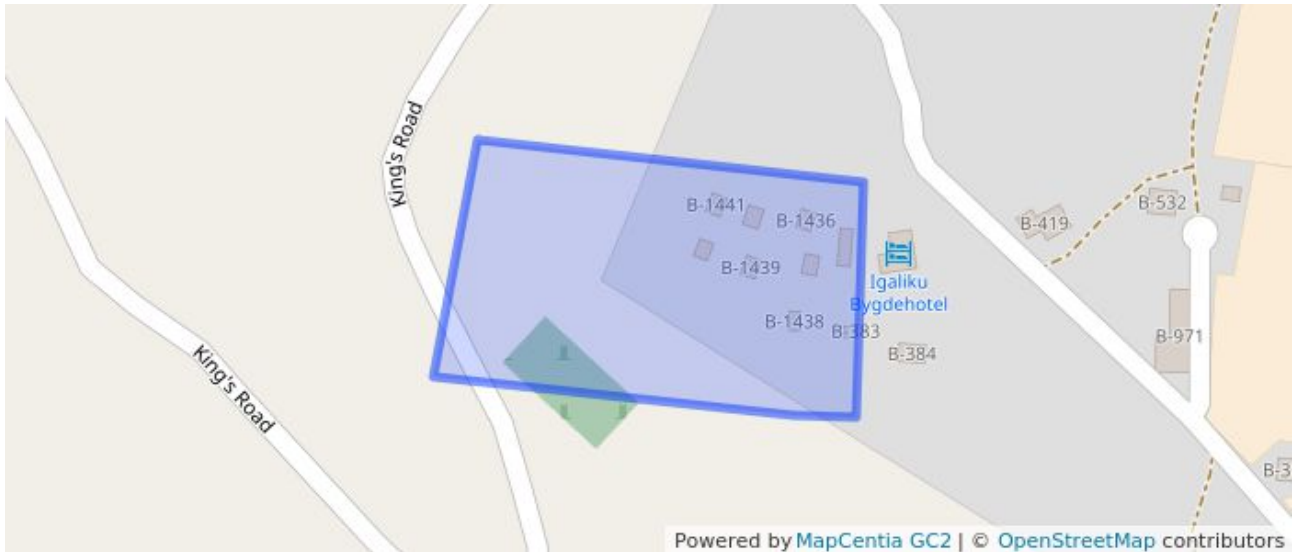 King's Road
B-1441
B-1436
B-532
B-419
B-1439
Igaliku
Bygdehotel
B-1438
B-383
B-384
B-971
King's Road
B-3
Powered by MapCentia GC2 | © OpenStreetMap contributors